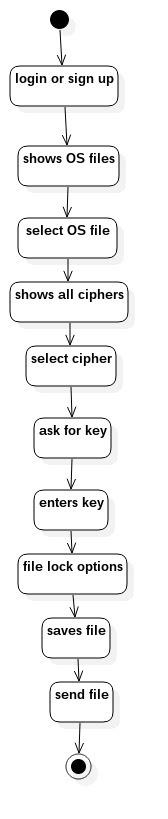 login or sign up
shows OS files
select OS file
shows all ciphers
select cipher
ask for key
enters key
file lock options
saves file
send file